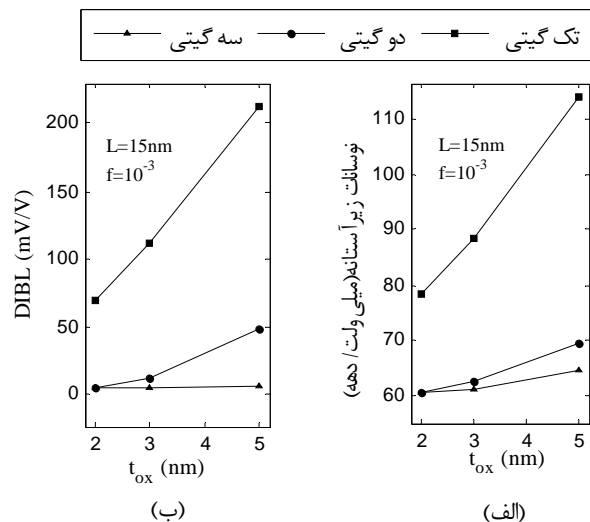 تک گیتی دو گیتی سه گیتی
نوسانات زیرآستانه(میلی ولت/ دهه)
110
100
90
80
70
60
L=15nm
f=10⁻³
2 3 4 5
tox (nm)
(الف)
DIBL (mV/V)
200
150
100
50
0
L=15nm
f=10⁻³
2 3 4 5
tox (nm)
(ب)